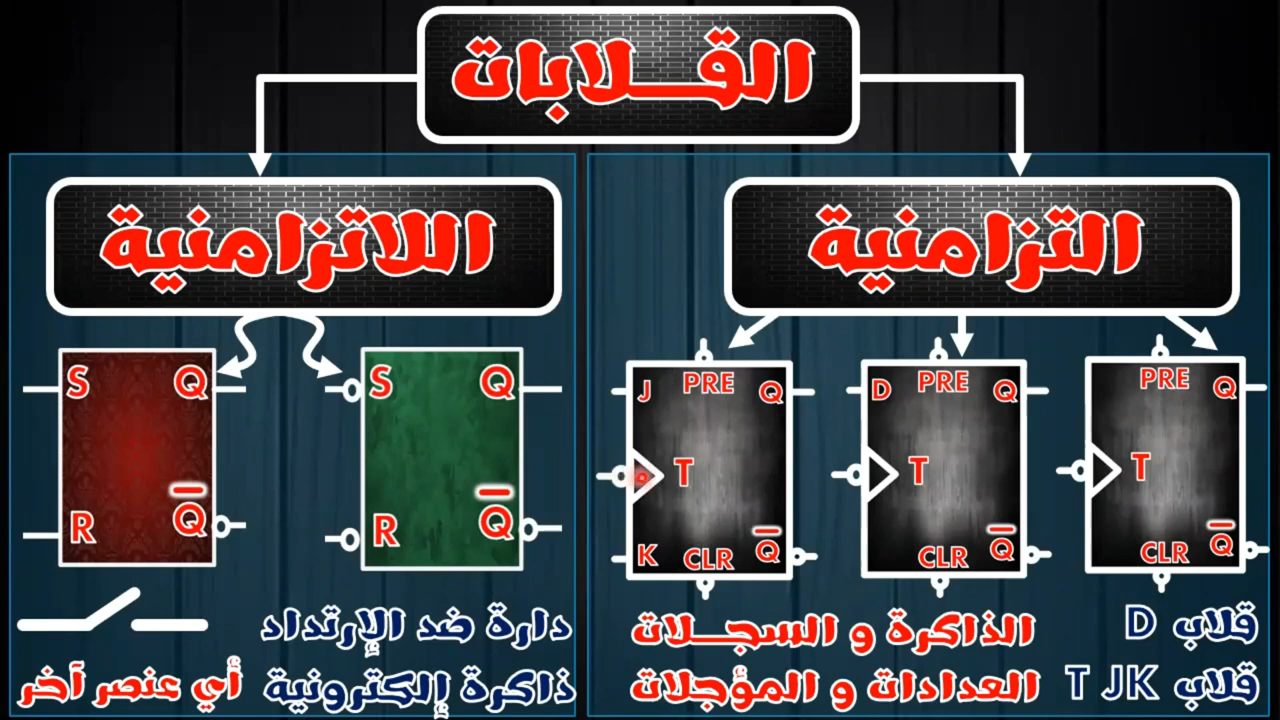 القلابات
التزامنية
اللاتزامنية
J PRE Q
T
K CLR Q̅
D PRE Q
T
CLR Q̅
PRE Q
T
CLR Q̅
S Q
R Q̅
S Q
R Q̅
قلاب D
الذاكرة و السجلات
قلاب T JK
العدادات و المؤجلات
دارة ضد الإرتداد
ذاكرة إلكترونية
أي عنصر آخر